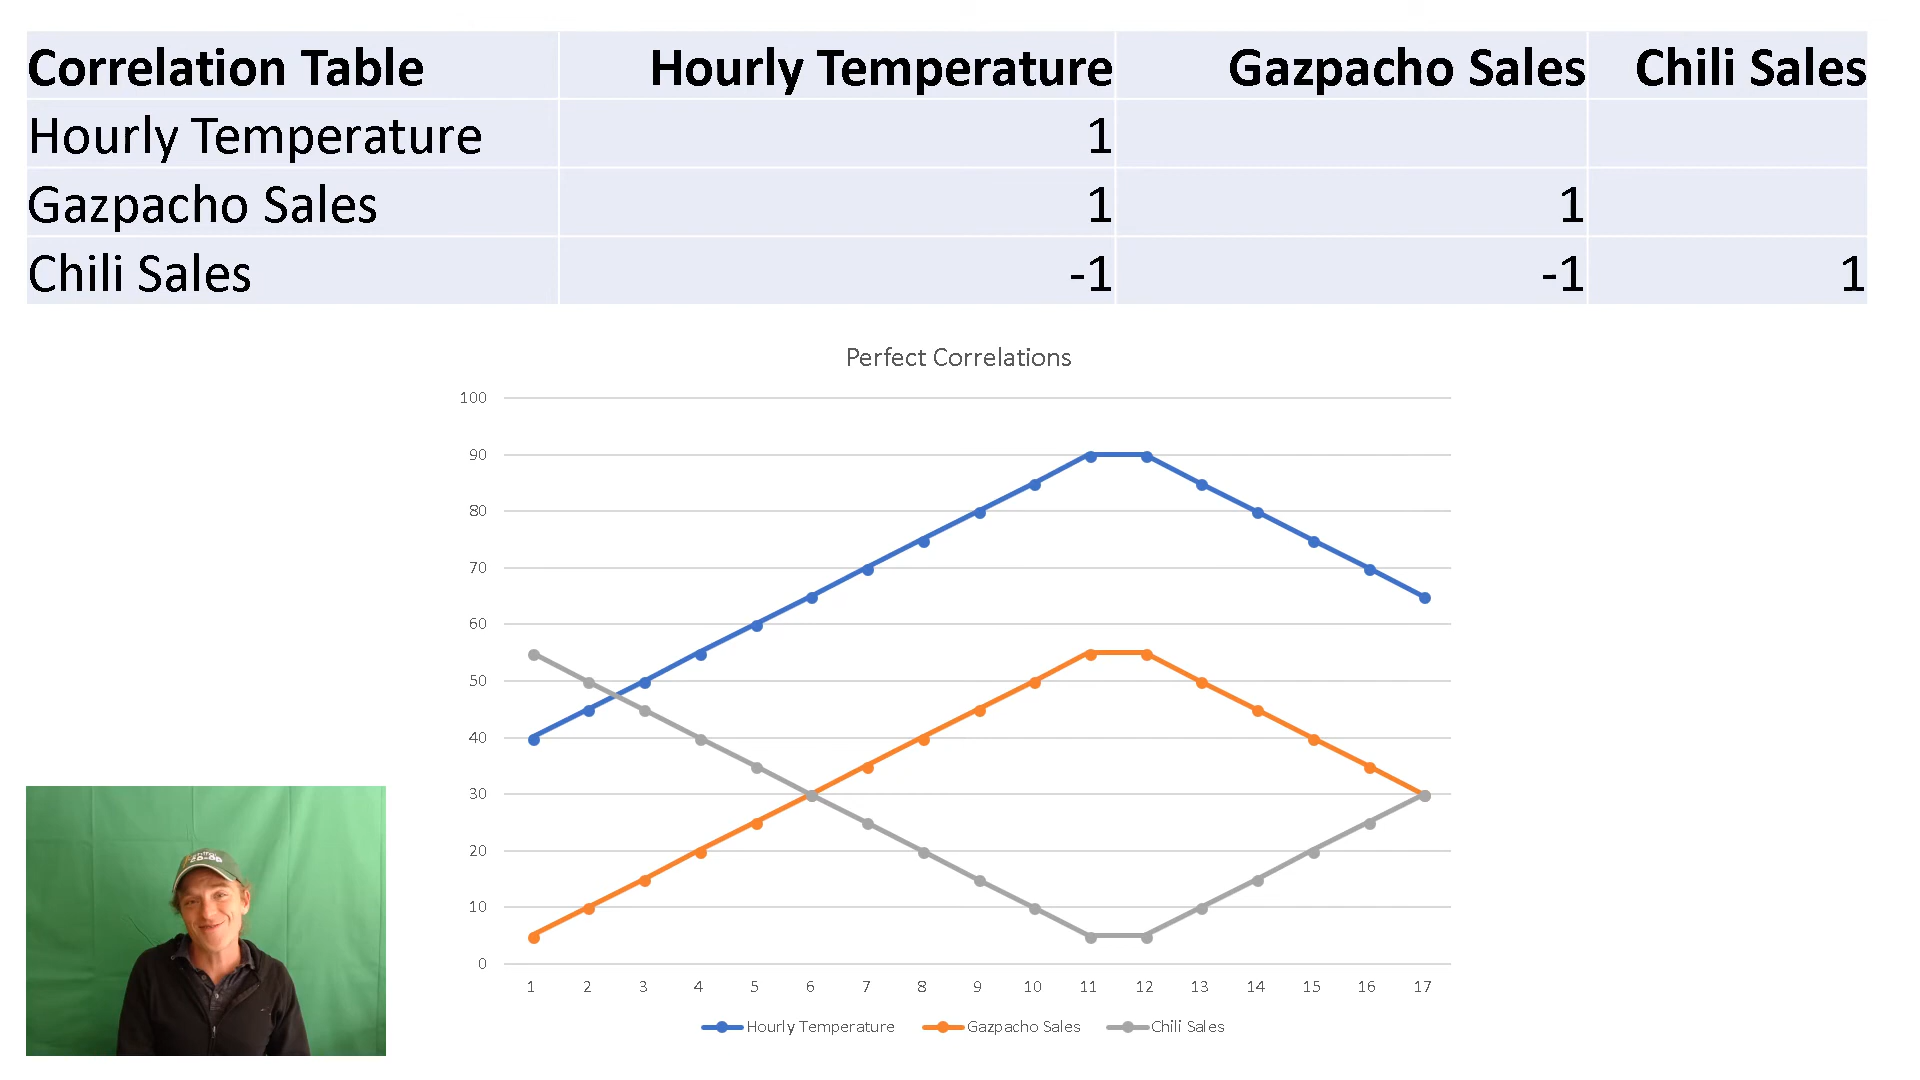 Correlation Table Hourly Temperature Gazpacho Sales Chili Sales
Hourly Temperature 1
Gazpacho Sales 1 1
Chili Sales -1 -1 1
Perfect Correlations
100
90
80
70
60
50
40
30
20
10
0
1 2 3 4 5 6 7 8 9 10 11 12 13 14 15 16 17
Hourly Temperature Gazpacho Sales Chili Sales
CO-OP